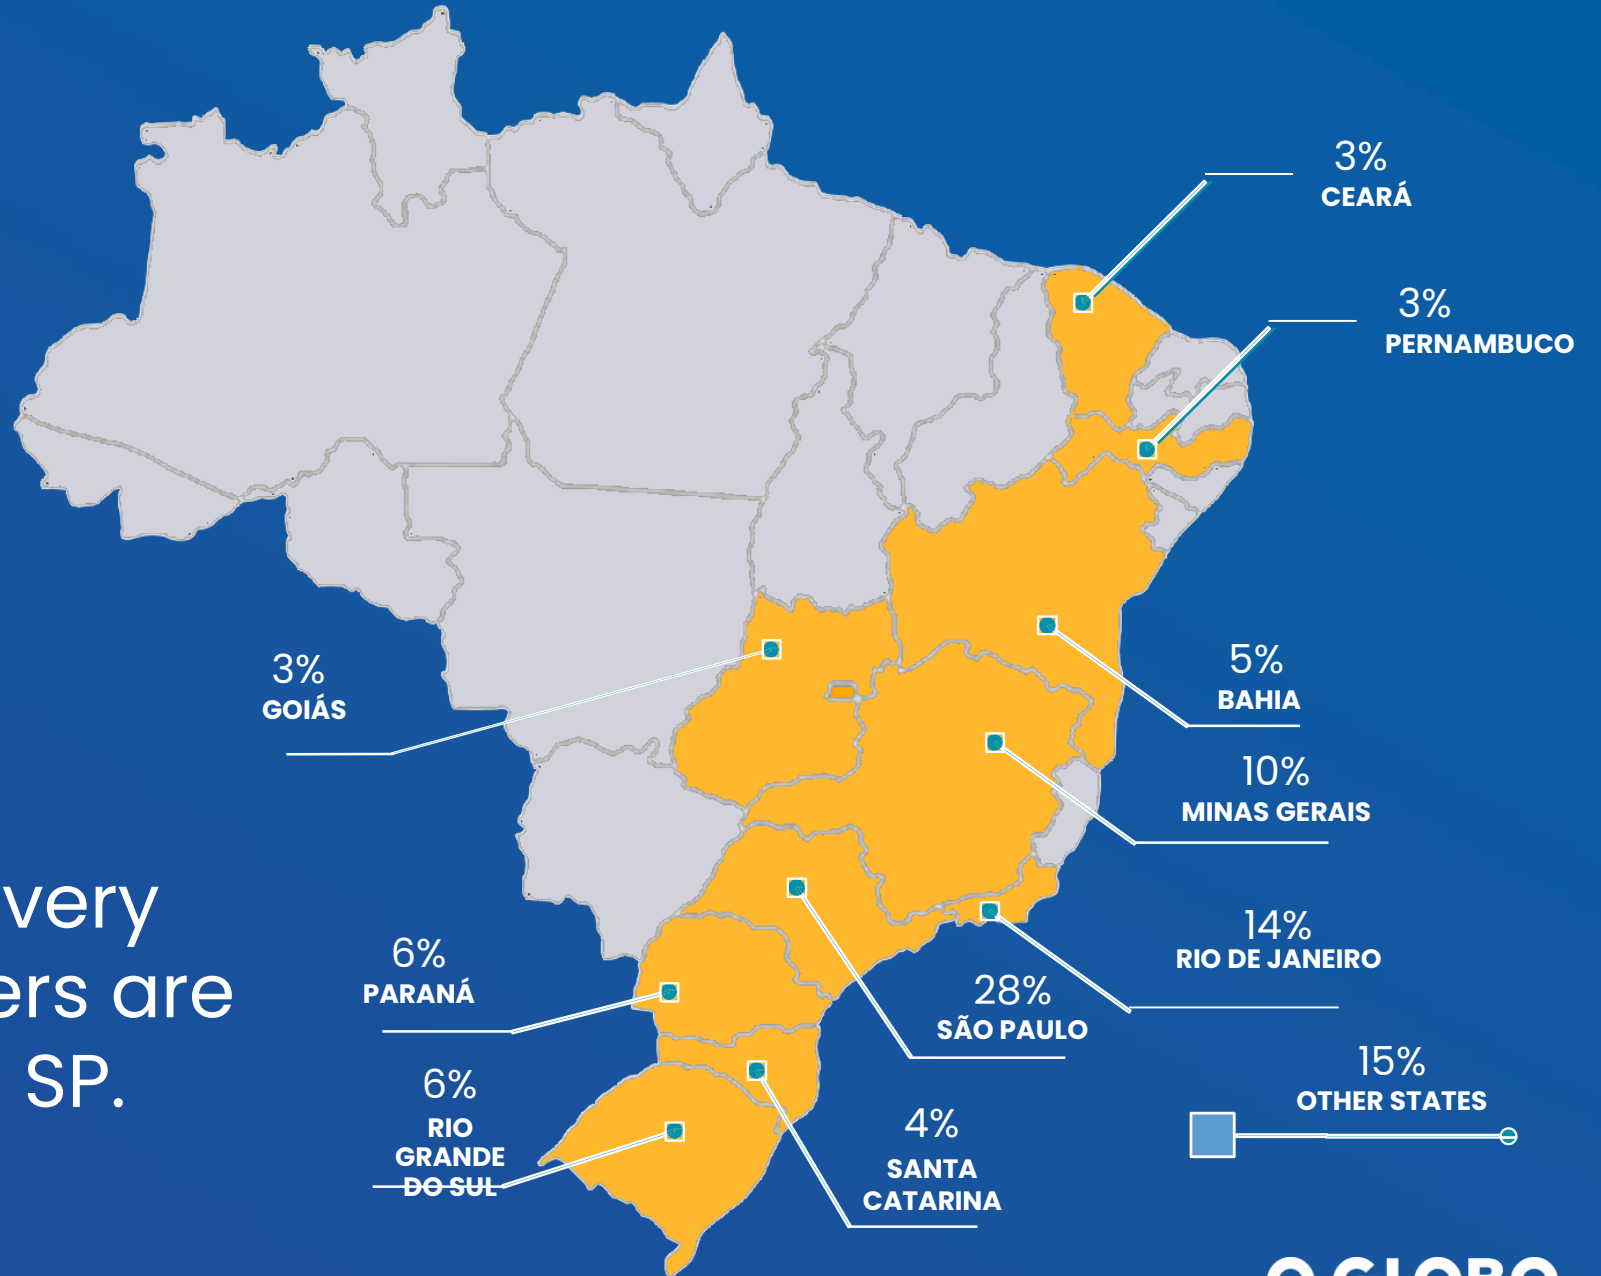 3%
CEARÁ
3%
PERNAMBUCO
3%
GOIÁS
5%
BAHIA
10%
MINAS GERAIS
very
ers are
SP.
6%
PARANÁ
14%
RIO DE JANEIRO
28%
SÃO PAULO
15%
OTHER STATES
6%
RIO
GRANDE
DO SUL
4%
SANTA
CATARINA
O GLOBO